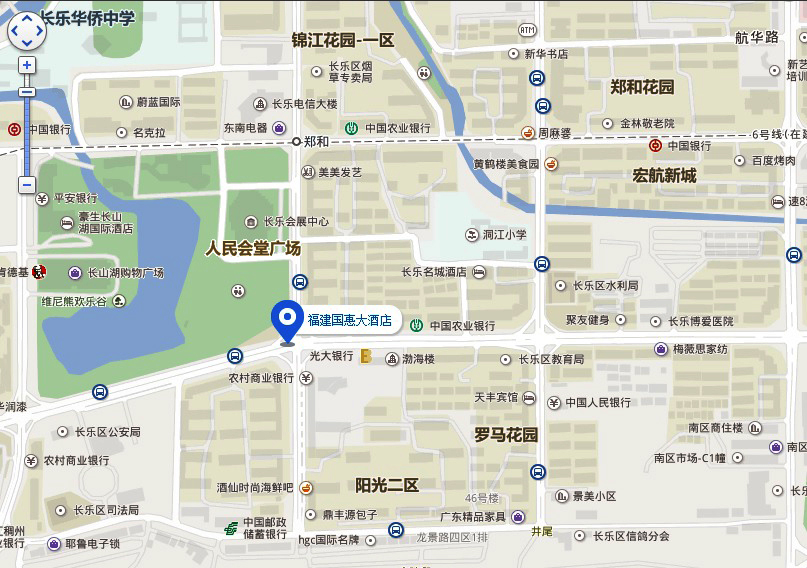 长乐华侨中学
锦江花园-一区
ATM
航华路
新华书店
长乐区烟
草专卖局
新艺
培训
郑和花园
蔚蓝国际
长乐电信大楼
金林敬老院
中国银行
名克拉
东南电器
中国农业银行
周麻婆
郑和
6号线(在建
中国银行
黄鹤楼美食园
百度烤肉
美美发艺
宏航新城
平安银行
速8
豪生长山
湖国际酒店
长乐会展中心
洞江小学
人民会堂广场
肯德基
长山湖购物广场
长乐名城酒店
长乐区水利局
维尼熊欢乐谷
福建国惠大酒店
中国农业银行
聚友健身
长乐博爱医院
光大银行
渤海楼
长乐区教育局
梅薇思家纺
农村商业银行
天丰宾馆
中国人民银行
华润漆
长乐区公安局
罗马花园
南区商住楼
南区
农村商业银行
南区市场-C1幢
酒仙时尚海鲜吧
阳光二区
46号楼
景美小区
长乐
长乐区司法局
鼎丰源包子
广东精品家具
中国邮政
储蓄银行
江稠州
业银行
耶鲁电子锁
hgc国际名牌
龙景路四区1排
井尾
长乐区信鸽分会